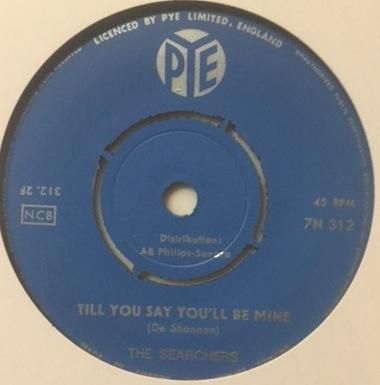 LICENCED BY PYE LIMITED, ENGLAND
PYE
312. 2F
NCB
45 RPM
7N 312
Distribution:
AB Philips-Sonora
TILL YOU SAY YOU'LL BE MINE
(De Shannon)
THE SEARCHERS